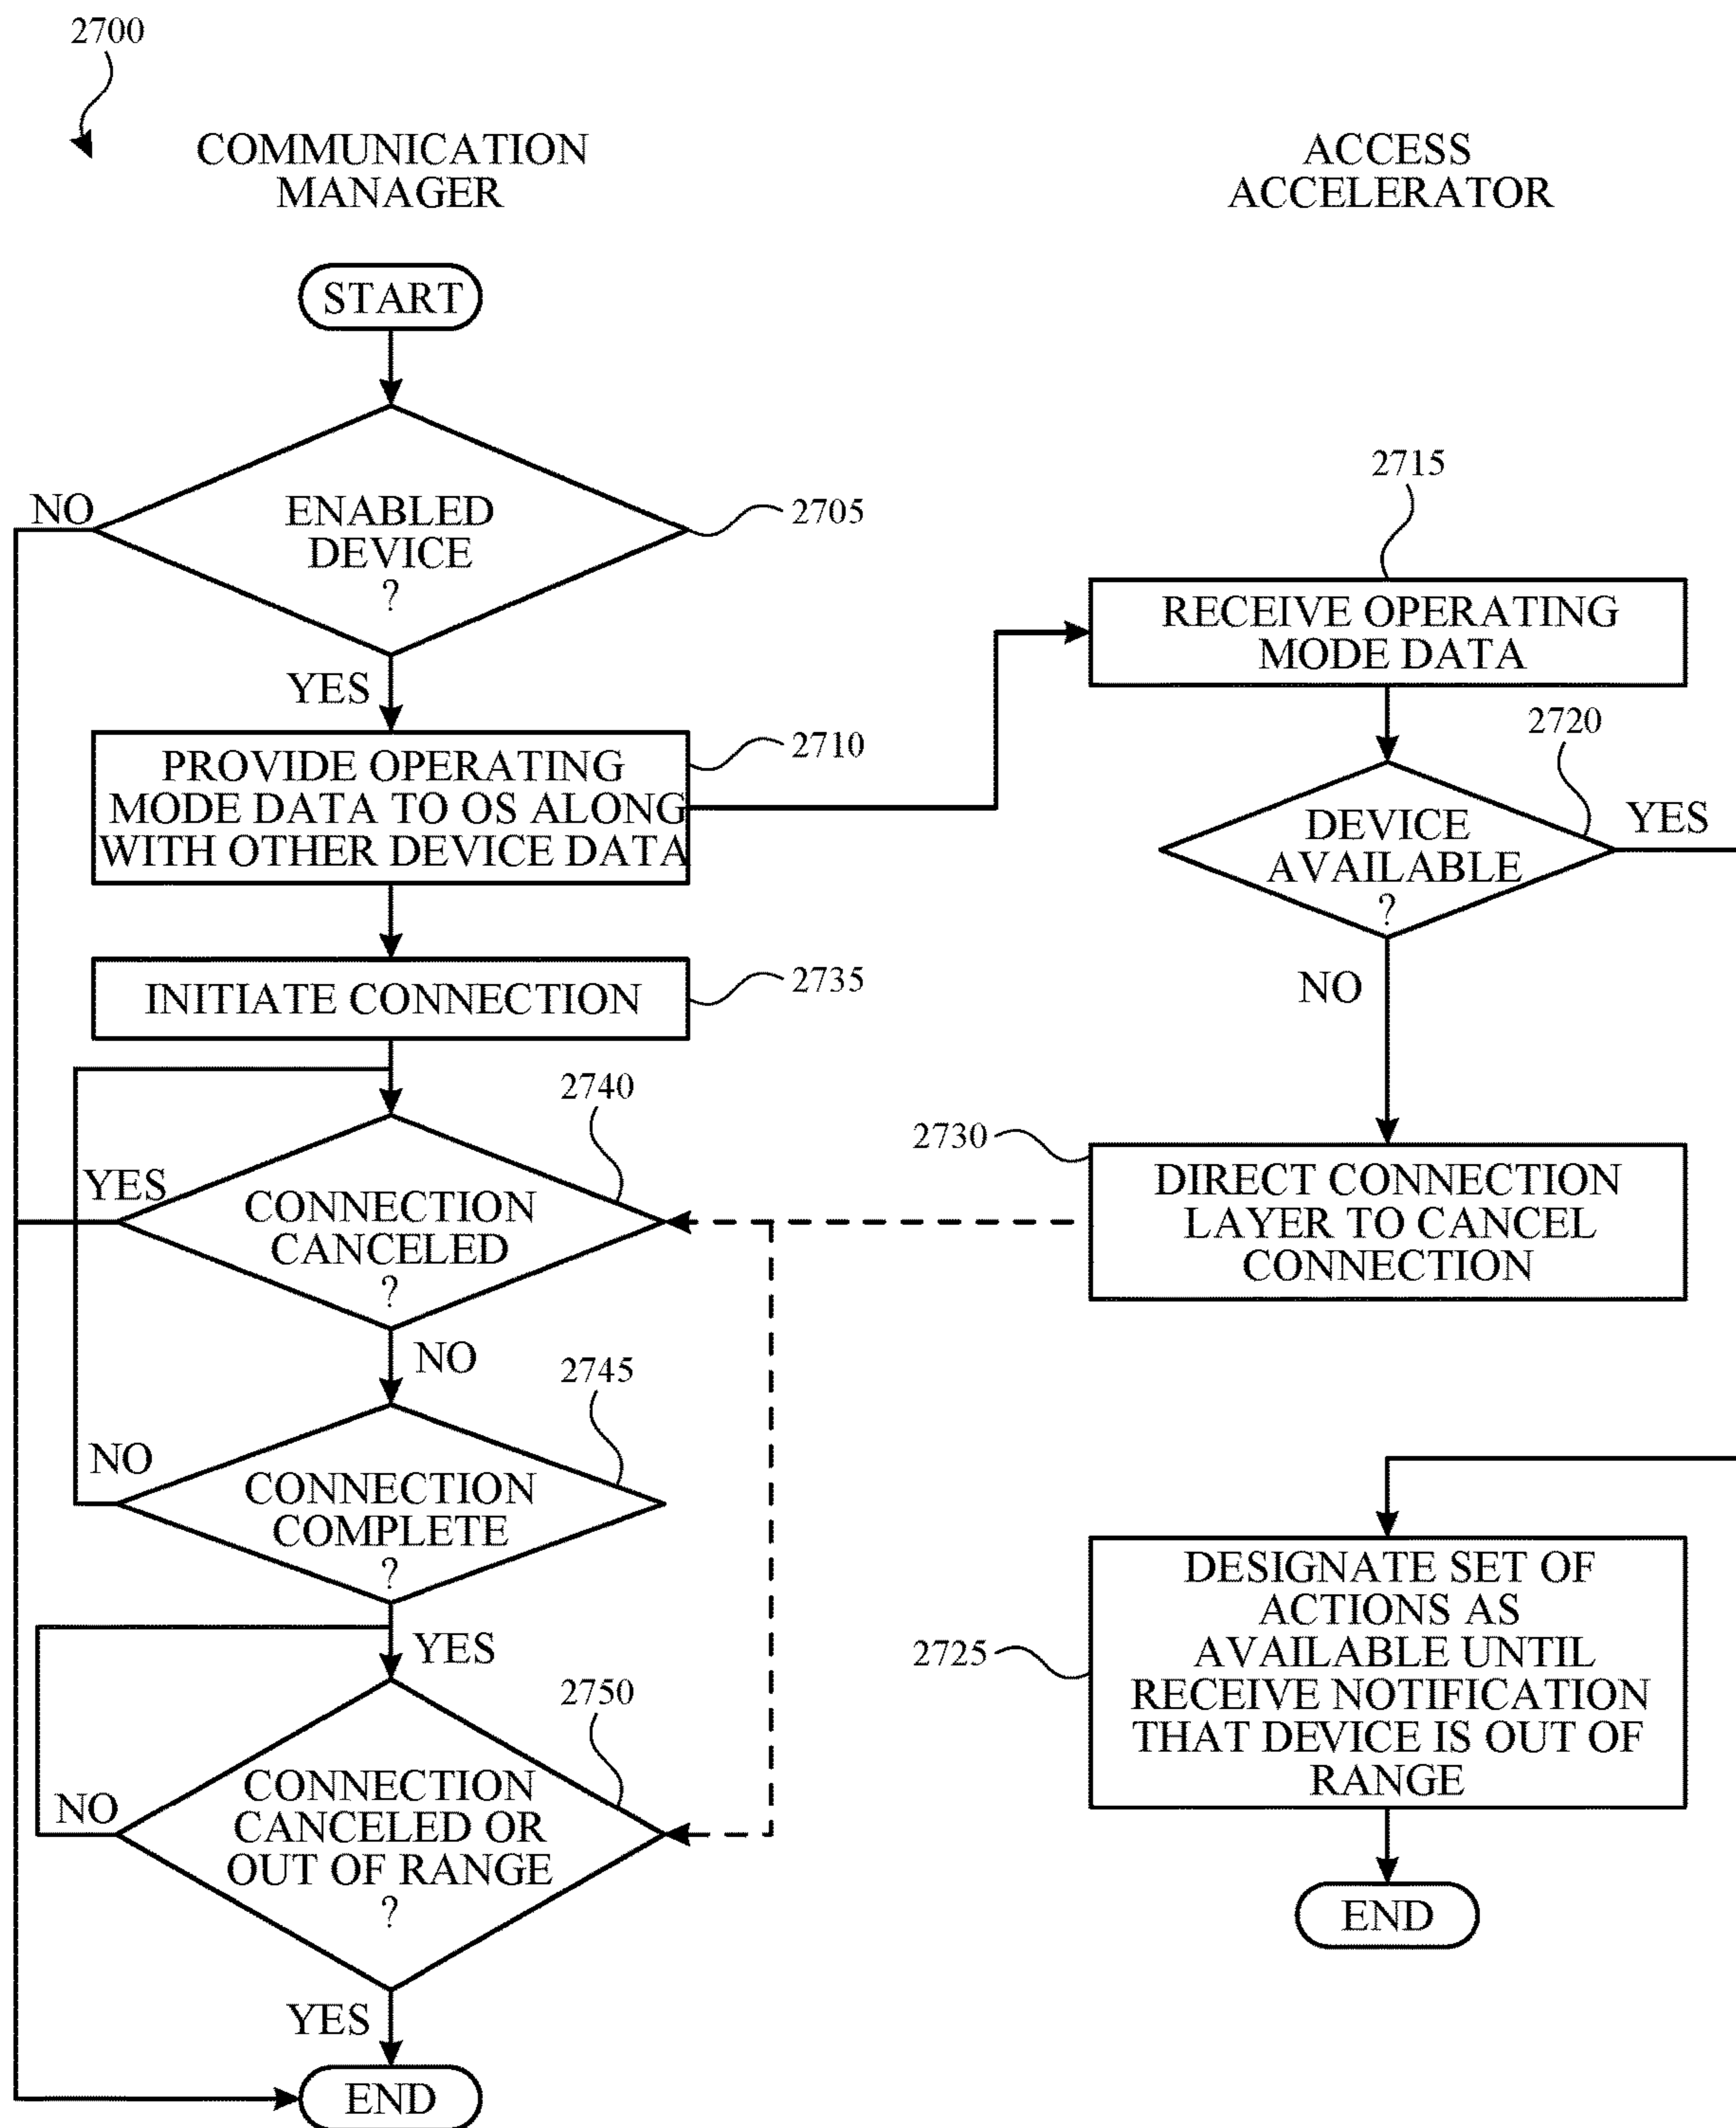 2700
COMMUNICATION
MANAGER
ACCESS
ACCELERATOR
START
ENABLED
DEVICE
?
NO
2705
YES
PROVIDE OPERATING
MODE DATA TO OS ALONG
WITH OTHER DEVICE DATA
2710
2715
RECEIVE OPERATING
MODE DATA
2720
DEVICE
AVAILABLE
?
YES
NO
INITIATE CONNECTION
2735
2740
CONNECTION
CANCELED
?
YES
NO
2730
DIRECT CONNECTION
LAYER TO CANCEL
CONNECTION
2745
CONNECTION
COMPLETE
?
NO
YES
2750
CONNECTION
CANCELED OR
OUT OF RANGE
?
NO
YES
END
2725
DESIGNATE SET OF
ACTIONS AS
AVAILABLE UNTIL
RECEIVE NOTIFICATION
THAT DEVICE IS OUT OF
RANGE
END